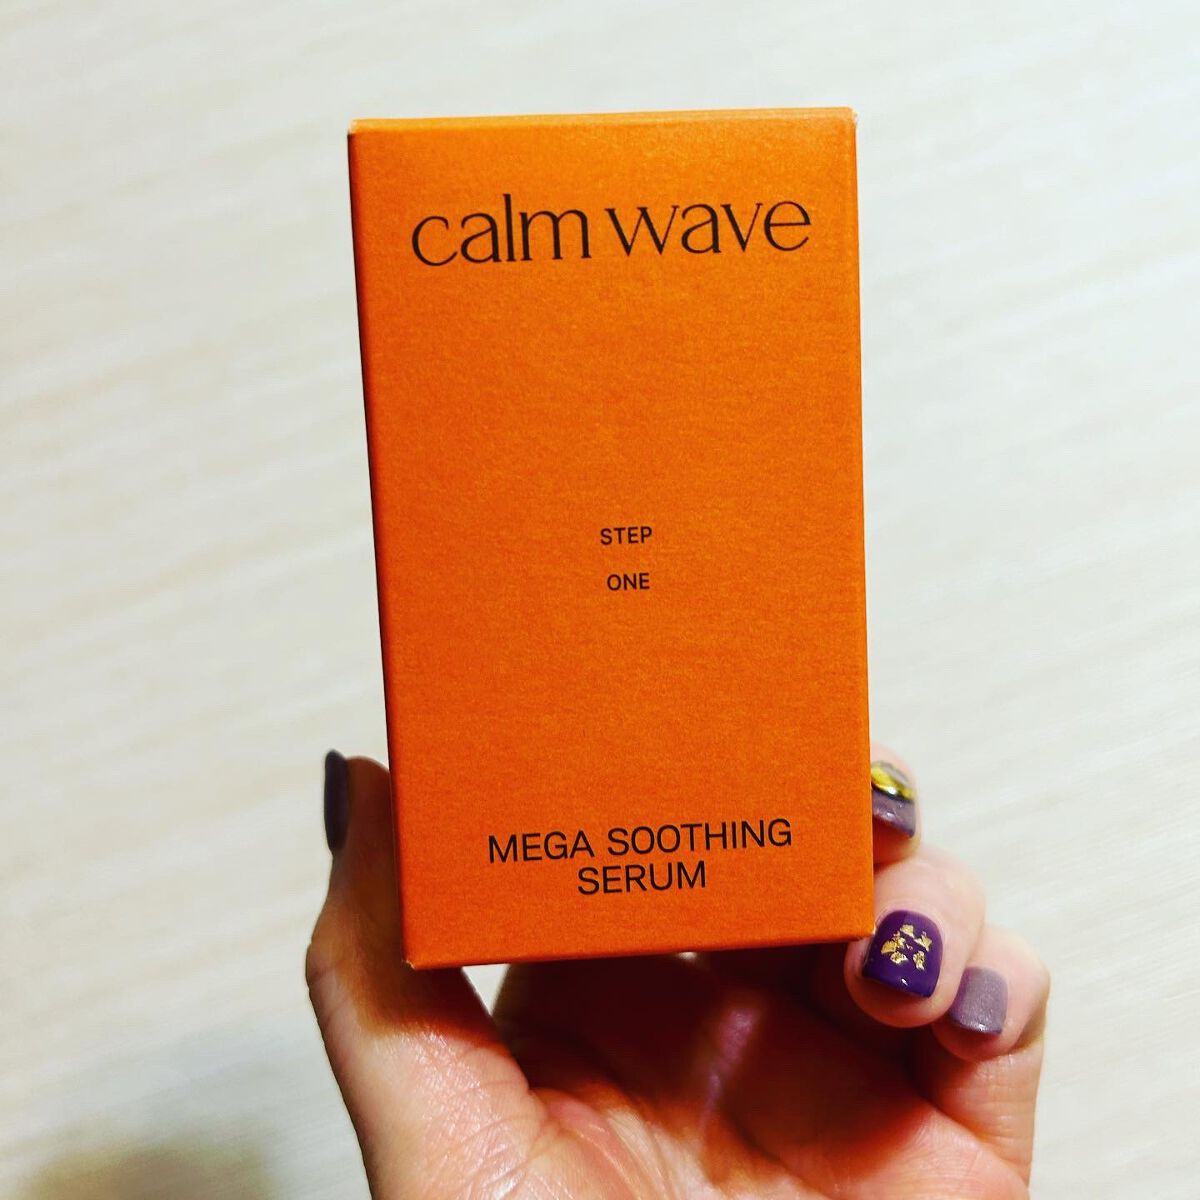 calm wave
STEP
ONE
MEGA SOOTHING
SERUM